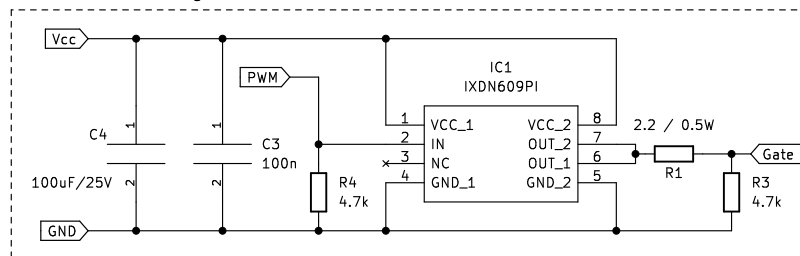 Vcc
IC1
IXDN609PI
PWM
1 VCC_1 VCC_2 8
2 IN OUT_2 7
3 NC OUT_1 6
4 GND_1 GND_2 5
2.2 / 0.5W
R1
Gate
C4
1
2
100uF/25V
1
2
C3
100n
R4
4.7k
R3
4.7k
GND